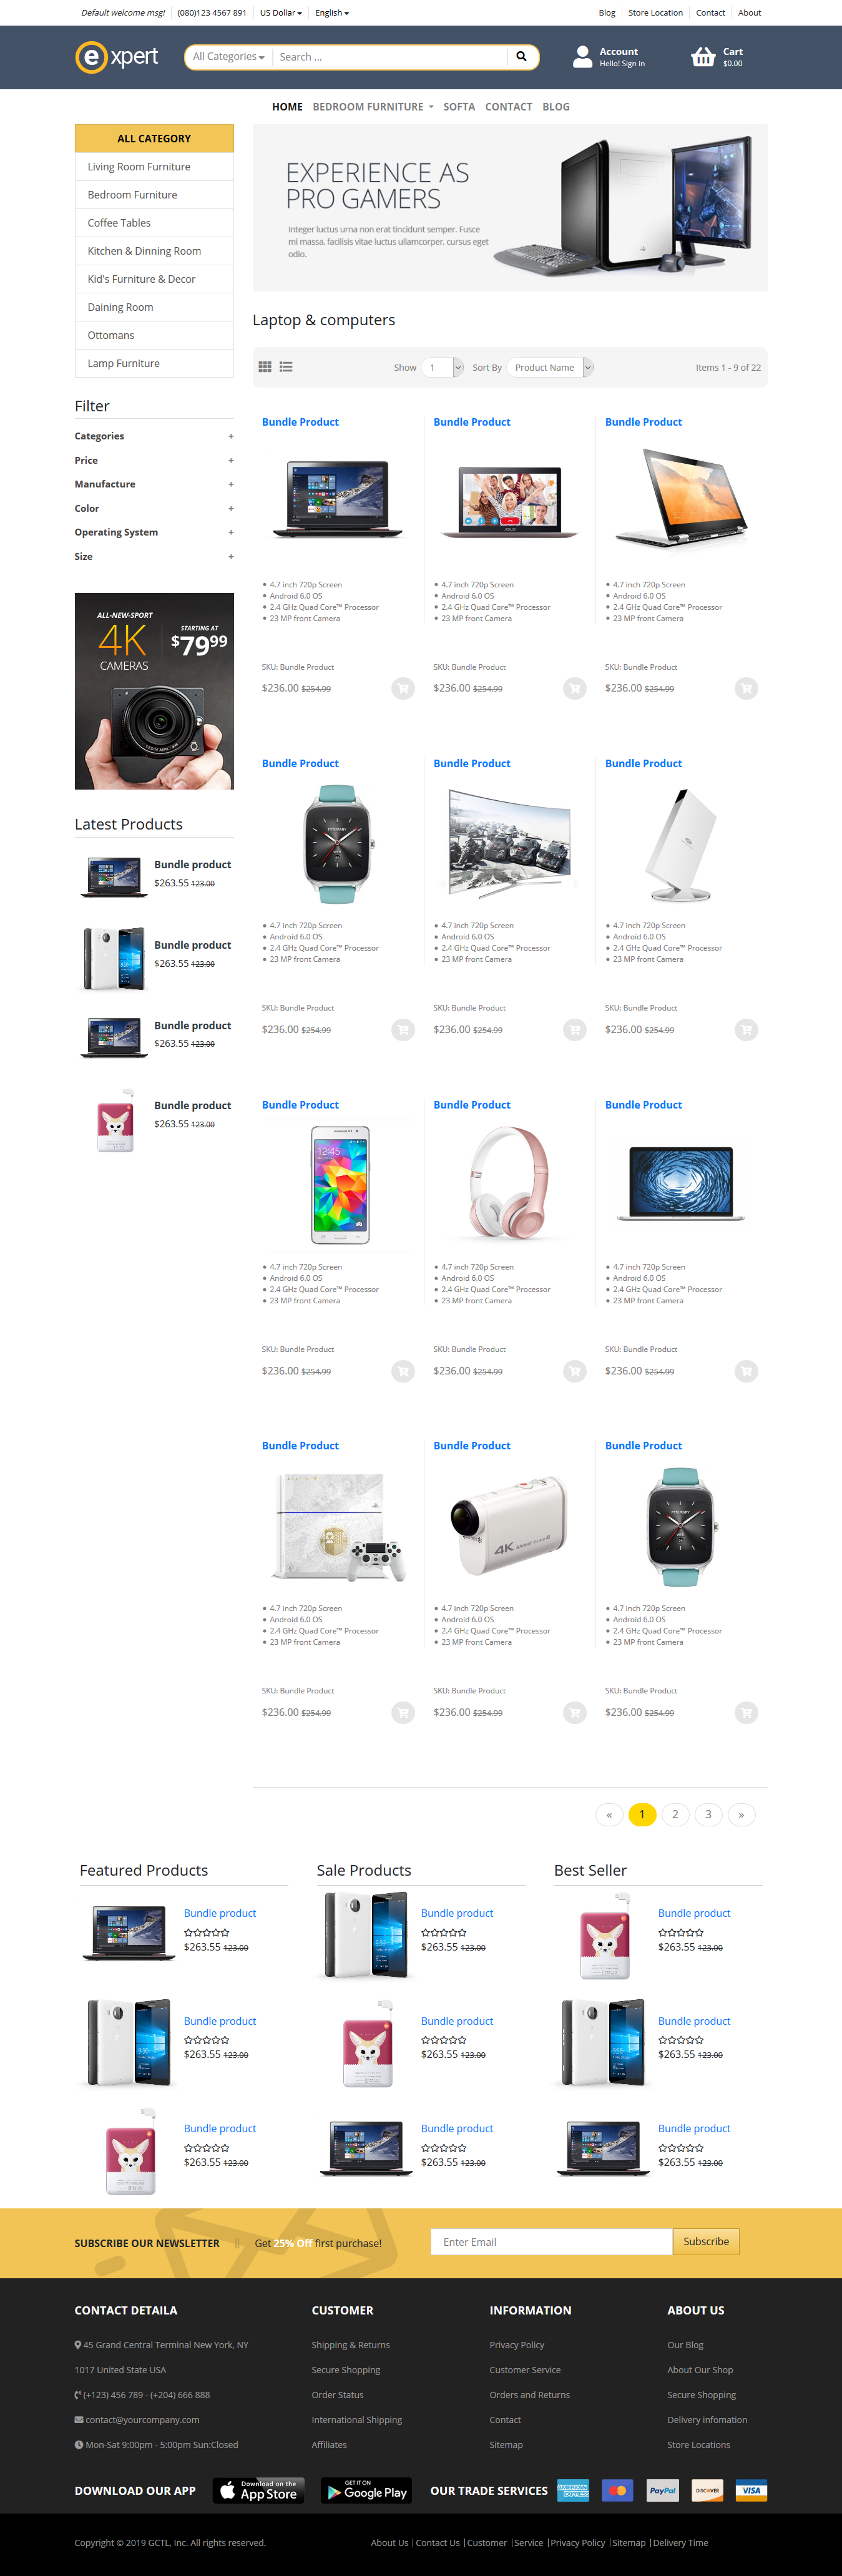 Default welcome msg! (080)123 4567 891 US Dollar English
Blog Store Location Contact About
expert
All Categories Search ...
Account
Hello! Sign in
Cart
$0.00
HOME BEDROOM FURNITURE SOFTA CONTACT BLOG
ALL CATEGORY
Living Room Furniture
Bedroom Furniture
Coffee Tables
Kitchen & Dinning Room
Kid's Furniture & Decor
Daining Room
Ottomans
Lamp Furniture
EXPERIENCE AS
PRO GAMERS
Integer luctus urna non erat tincidunt semper. Fusce
mi massa, facilisis vitae luctus ullamcorper, cursus eget
odio.
Laptop & computers
Show 1 Sort By Product Name Items 1 - 9 of 22
Filter
Categories +
Price +
Manufacture +
Color +
Operating System +
Size +
ALL-NEW-SPORT
4K
CAMERAS
STARTING AT
$79.99
Latest Products
Bundle product
$263.55 123.00
Bundle product
$263.55 123.00
Bundle product
$263.55 123.00
Bundle product
$263.55 123.00
Bundle Product Bundle Product Bundle Product
4.7 inch 720p Screen 4.7 inch 720p Screen 4.7 inch 720p Screen
Android 6.0 OS Android 6.0 OS Android 6.0 OS
2.4 GHz Quad Core™ Processor 2.4 GHz Quad Core™ Processor 2.4 GHz Quad Core™ Processor
23 MP front Camera 23 MP front Camera 23 MP front Camera
SKU: Bundle Product SKU: Bundle Product SKU: Bundle Product
$236.00 $254.99 $236.00 $254.99 $236.00 $254.99
Bundle Product Bundle Product Bundle Product
4.7 inch 720p Screen 4.7 inch 720p Screen 4.7 inch 720p Screen
Android 6.0 OS Android 6.0 OS Android 6.0 OS
2.4 GHz Quad Core™ Processor 2.4 GHz Quad Core™ Processor 2.4 GHz Quad Core™ Processor
23 MP front Camera 23 MP front Camera 23 MP front Camera
SKU: Bundle Product SKU: Bundle Product SKU: Bundle Product
$236.00 $254.99 $236.00 $254.99 $236.00 $254.99
Bundle Product Bundle Product Bundle Product
12:45
4.7 inch 720p Screen 4.7 inch 720p Screen 4.7 inch 720p Screen
Android 6.0 OS Android 6.0 OS Android 6.0 OS
2.4 GHz Quad Core™ Processor 2.4 GHz Quad Core™ Processor 2.4 GHz Quad Core™ Processor
23 MP front Camera 23 MP front Camera 23 MP front Camera
SKU: Bundle Product SKU: Bundle Product SKU: Bundle Product
$236.00 $254.99 $236.00 $254.99 $236.00 $254.99
Bundle Product Bundle Product Bundle Product
4K
4.7 inch 720p Screen 4.7 inch 720p Screen 4.7 inch 720p Screen
Android 6.0 OS Android 6.0 OS Android 6.0 OS
2.4 GHz Quad Core™ Processor 2.4 GHz Quad Core™ Processor 2.4 GHz Quad Core™ Processor
23 MP front Camera 23 MP front Camera 23 MP front Camera
SKU: Bundle Product SKU: Bundle Product SKU: Bundle Product
$236.00 $254.99 $236.00 $254.99 $236.00 $254.99
« 1 2 3 »
Featured Products Sale Products Best Seller
Bundle product Bundle product Bundle product
$263.55 123.00 $263.55 123.00 $263.55 123.00
Bundle product Bundle product Bundle product
$263.55 123.00 $263.55 123.00 $263.55 123.00
Bundle product Bundle product Bundle product
$263.55 123.00 $263.55 123.00 $263.55 123.00
SUBSCRIBE OUR NEWSLETTER || Get 25% Off first purchase! Enter Email Subscribe
CONTACT DETAILA
45 Grand Central Terminal New York, NY
1017 United State USA
(+123) 456 789 - (+204) 666 888
contact@yourcompany.com
Mon-Sat 9:00pm - 5:00pm Sun:Closed
CUSTOMER
Shipping & Returns
Secure Shopping
Order Status
International Shipping
Affiliates
INFORMATION
Privacy Policy
Customer Service
Orders and Returns
Contact
Sitemap
ABOUT US
Our Blog
About Our Shop
Secure Shopping
Delivery infomation
Store Locations
DOWNLOAD OUR APP
Download on the
App Store
GET IT ON
Google Play
OUR TRADE SERVICES
AMERICAN EXPRESS
PayPal
DISCOVER
VISA
Copyright © 2019 GCTL, Inc. All rights reserved.
About Us |Contact Us |Customer |Service |Privacy Policy |Sitemap |Delivery Time